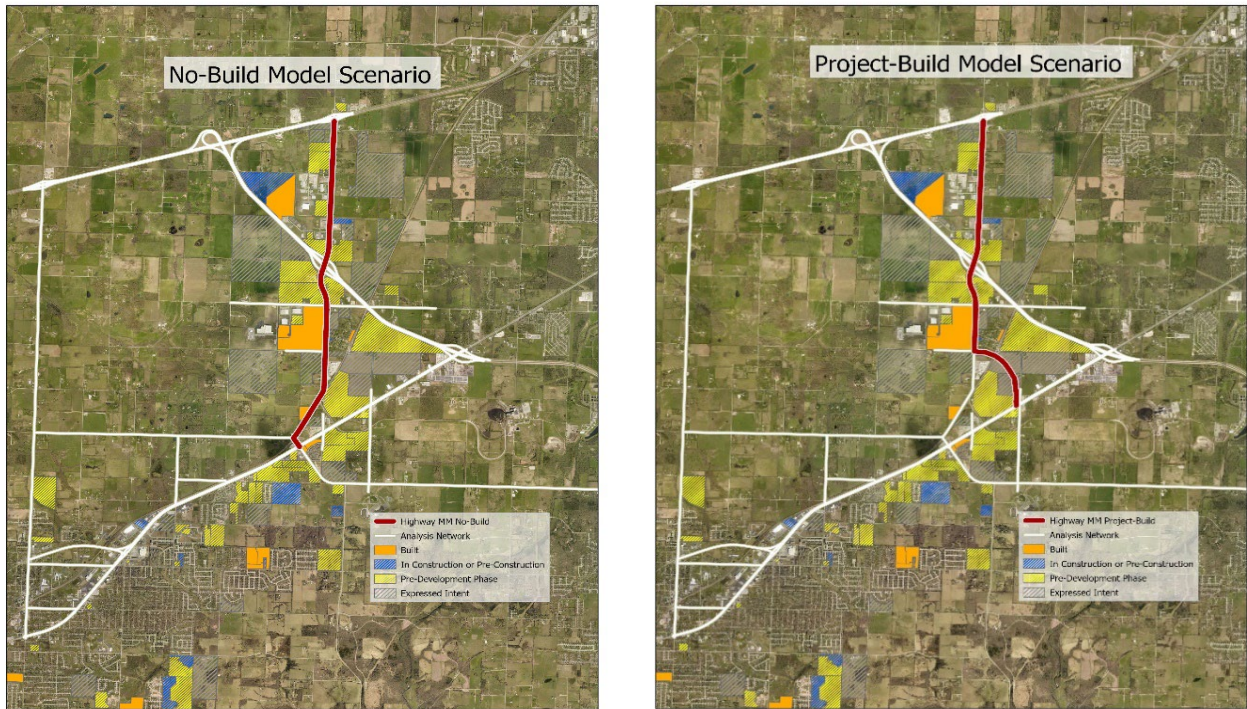 No-Build Model Scenario
Highway MM No-Build
Analysis Network
Built
In Construction or Pre-Construction
Pre-Development Phase
Expressed Intent
Project-Build Model Scenario
Highway MM Project-Build
Analysis Network
Built
In Construction or Pre-Construction
Pre-Development Phase
Expressed Intent